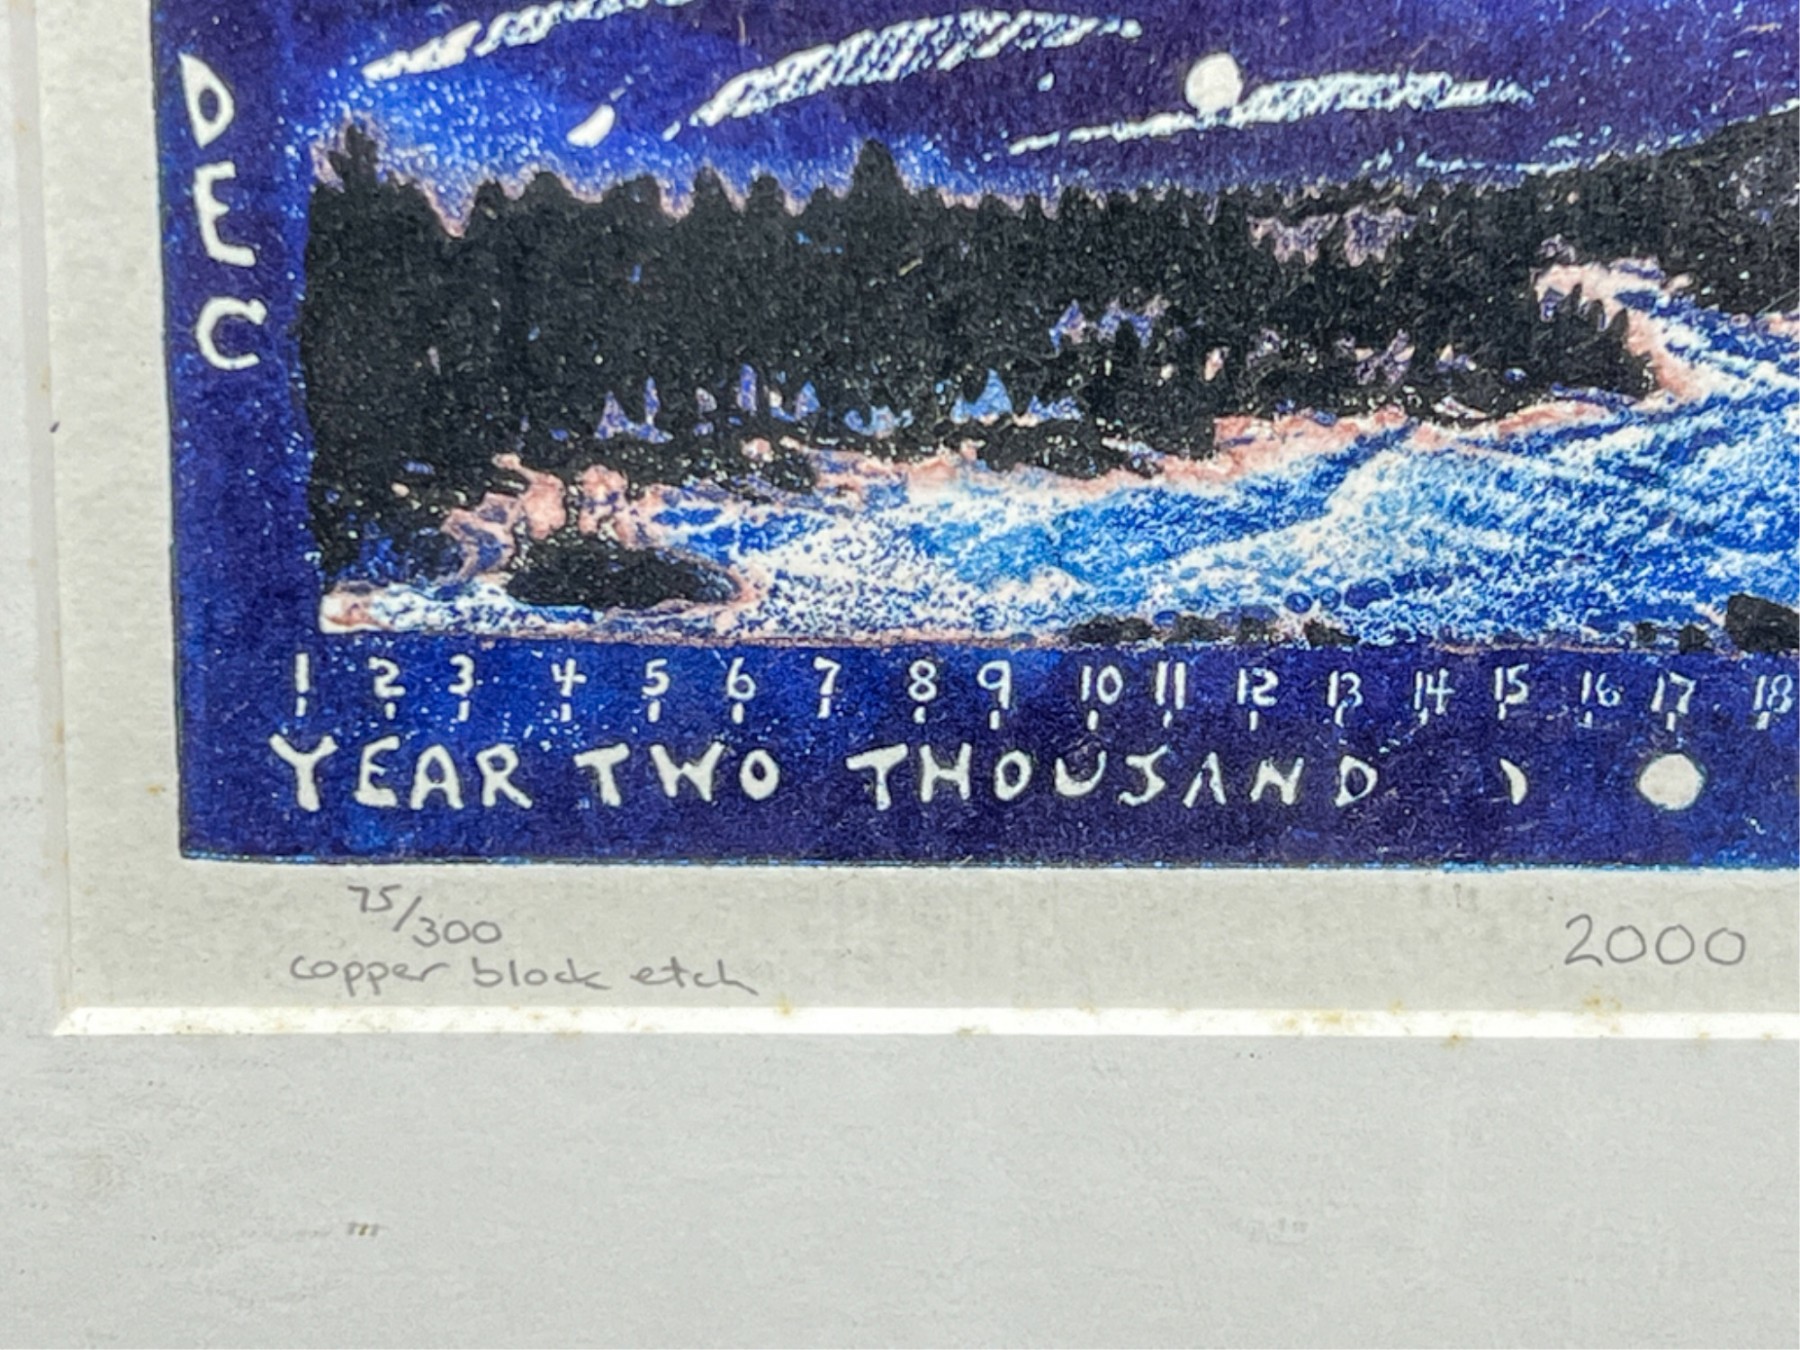 DEC
1 2 3 4 5 6 7 8 9 10 11 12 13 14 15 16 17 18
YEAR TWO THOUSAND
75/300
2000
copper block etch